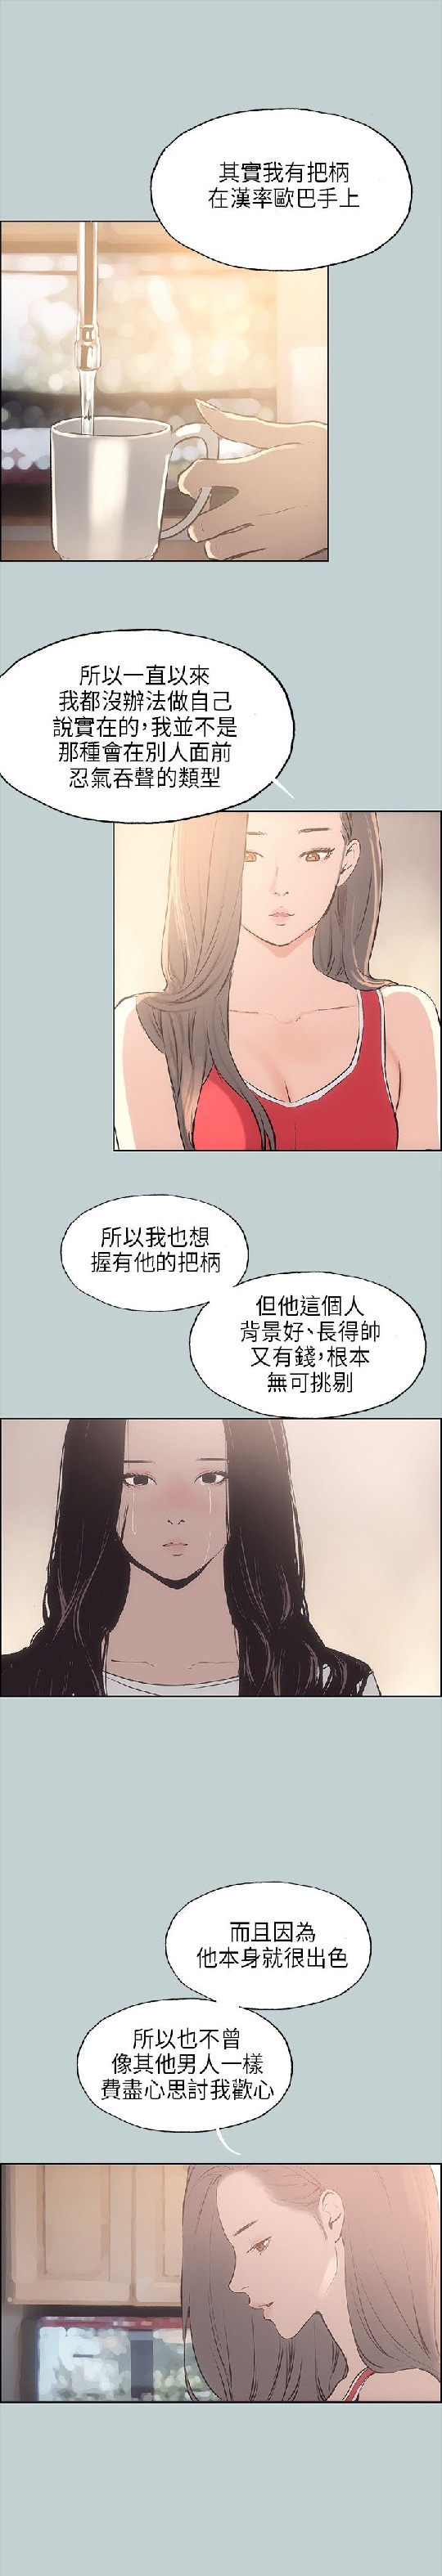 其實我有把柄
在漢率歐巴手上
所以一直以來
我都沒辦法做自己
說實在的，我並不是
那種會在別人面前
忍氣吞聲的類型
所以我也想
握有他的把柄
但他這個人
背景好、長得帥
又有錢，根本
無可挑剔
而且因為
他本身就很出色
所以也不曾
像其他男人一樣
費盡心思討我歡心